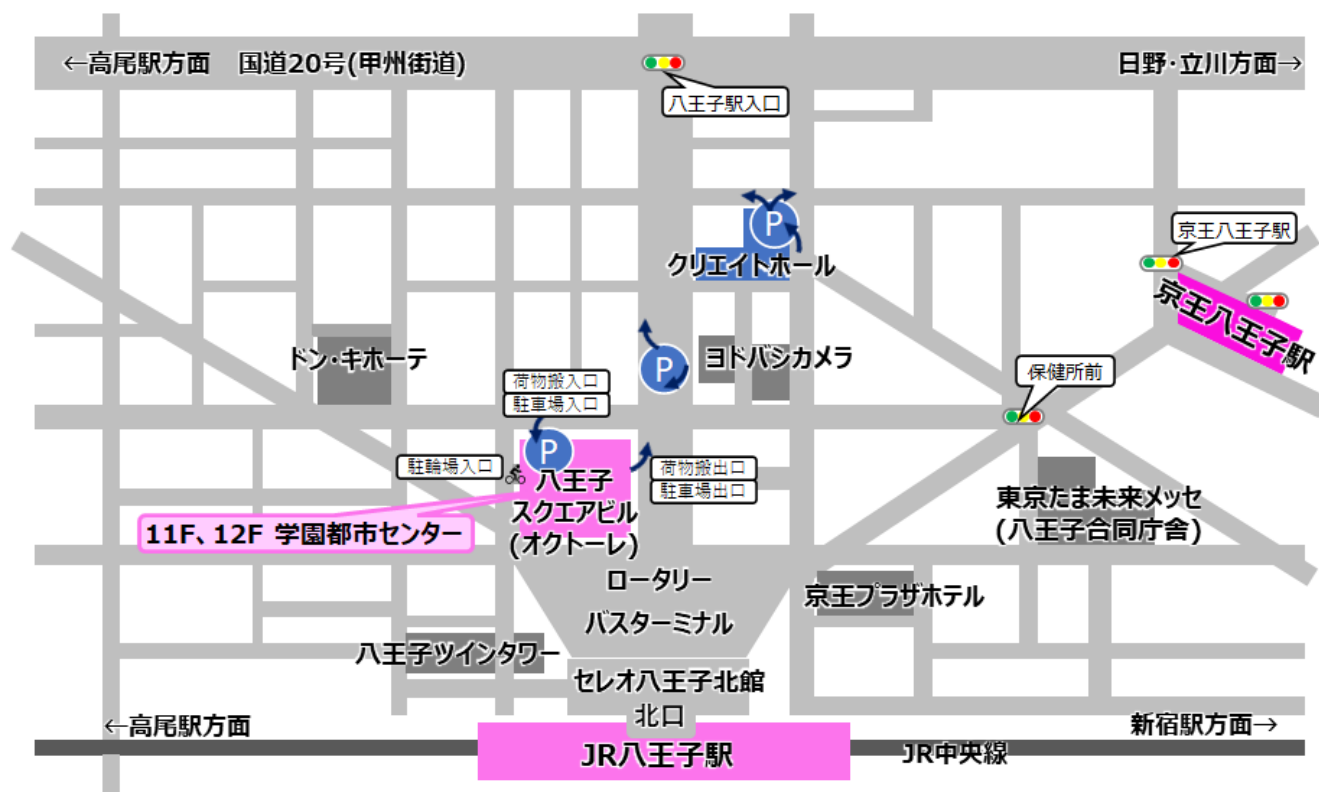 ←高尾駅方面 国道20号(甲州街道)
日野・立川方面→
八王子駅入口
P
京王八王子駅
クリエイトホール
京王八王子駅
ドン・キホーテ
P
ヨドバシカメラ
保健所前
荷物搬入口
駐車場入口
P
駐輪場入口
荷物搬出口
駐車場出口
八王子
スクエアビル
(オクトーレ)
11F、12F 学園都市センター
東京たま未来メッセ
(八王子合同庁舎)
ロータリー
京王プラザホテル
バスターミナル
八王子ツインタワー
セレオ八王子北館
北口
←高尾駅方面
新宿駅方面→
JR八王子駅
JR中央線